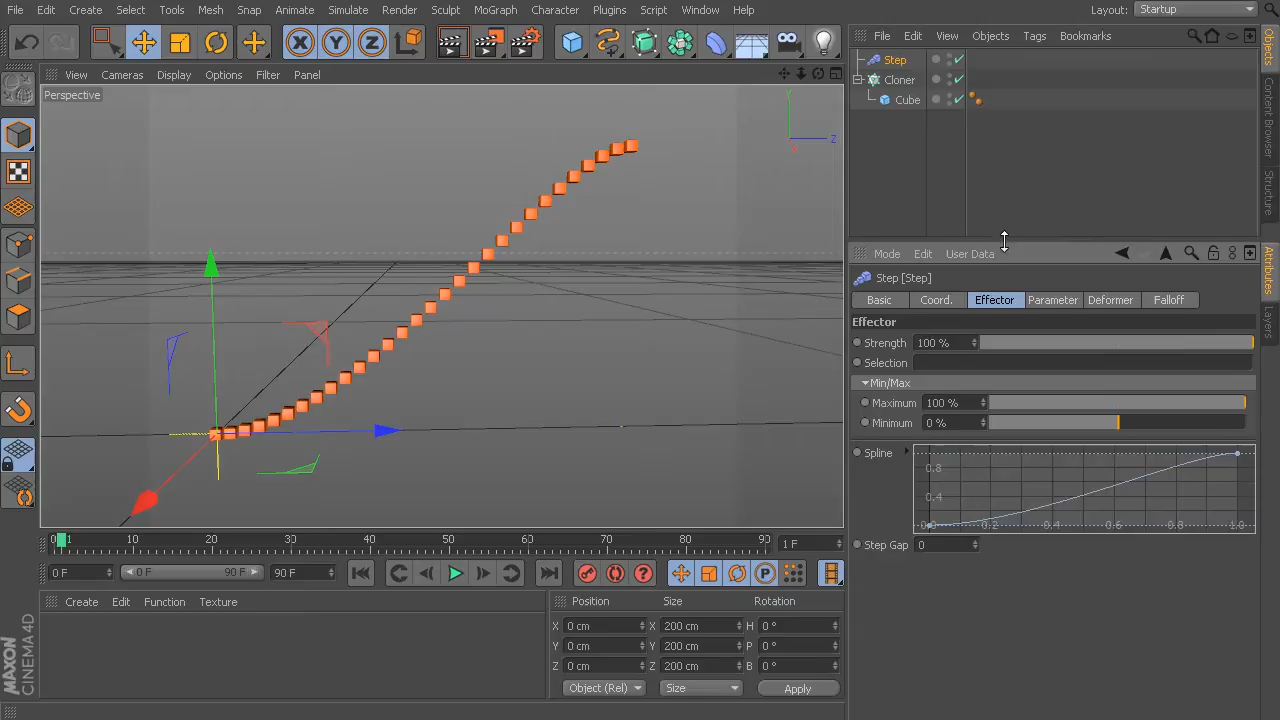 File Edit Create Select Tools Mesh Snap Animate Simulate Render Sculpt MoGraph Character Plugins Script Window Help Layout: Startup
X Y Z
File Edit View Objects Tags Bookmarks
View Cameras Display Options Filter Panel
Perspective
Y
Z
X
Step
Cloner
Cube
Objects
Content Browser
Structure
Attributes
Layers
Mode Edit User Data
Step [Step]
Basic Coord. Effector Parameter Deformer Falloff
Effector
Strength 100 %
Selection
Min/Max
Maximum 100 %
Minimum 0 %
Spline
0.8
0.4
0.0 0.2 0.4 0.6 0.8 1.0
Step Gap 0
0 1 10 20 30 40 50 60 70 80 90 1 F
0 F 0 F 90 F 90 F
P
Create Edit Function Texture
Position Size Rotation
X 0 cm X 200 cm H 0 °
Y 0 cm Y 200 cm P 0 °
Z 0 cm Z 200 cm B 0 °
Object (Rel) Size Apply
MAXON
CINEMA 4D